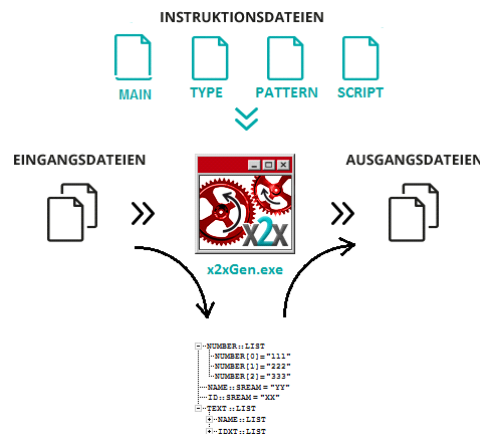 INSTRUKTIONSDATEIEN
MAIN
TYPE
PATTERN
SCRIPT
EINGANGSDATEIEN
AUSGANGSDATEIEN
x2x
x2xGen.exe
NUMBER::LIST
NUMBER[0]="111"
NUMBER[1]="222"
NUMBER[2]="333"
NAME::SREAM="YY"
ID::SREAM="XX"
TEXT::LIST
NAME::LIST
IDXT::LIST